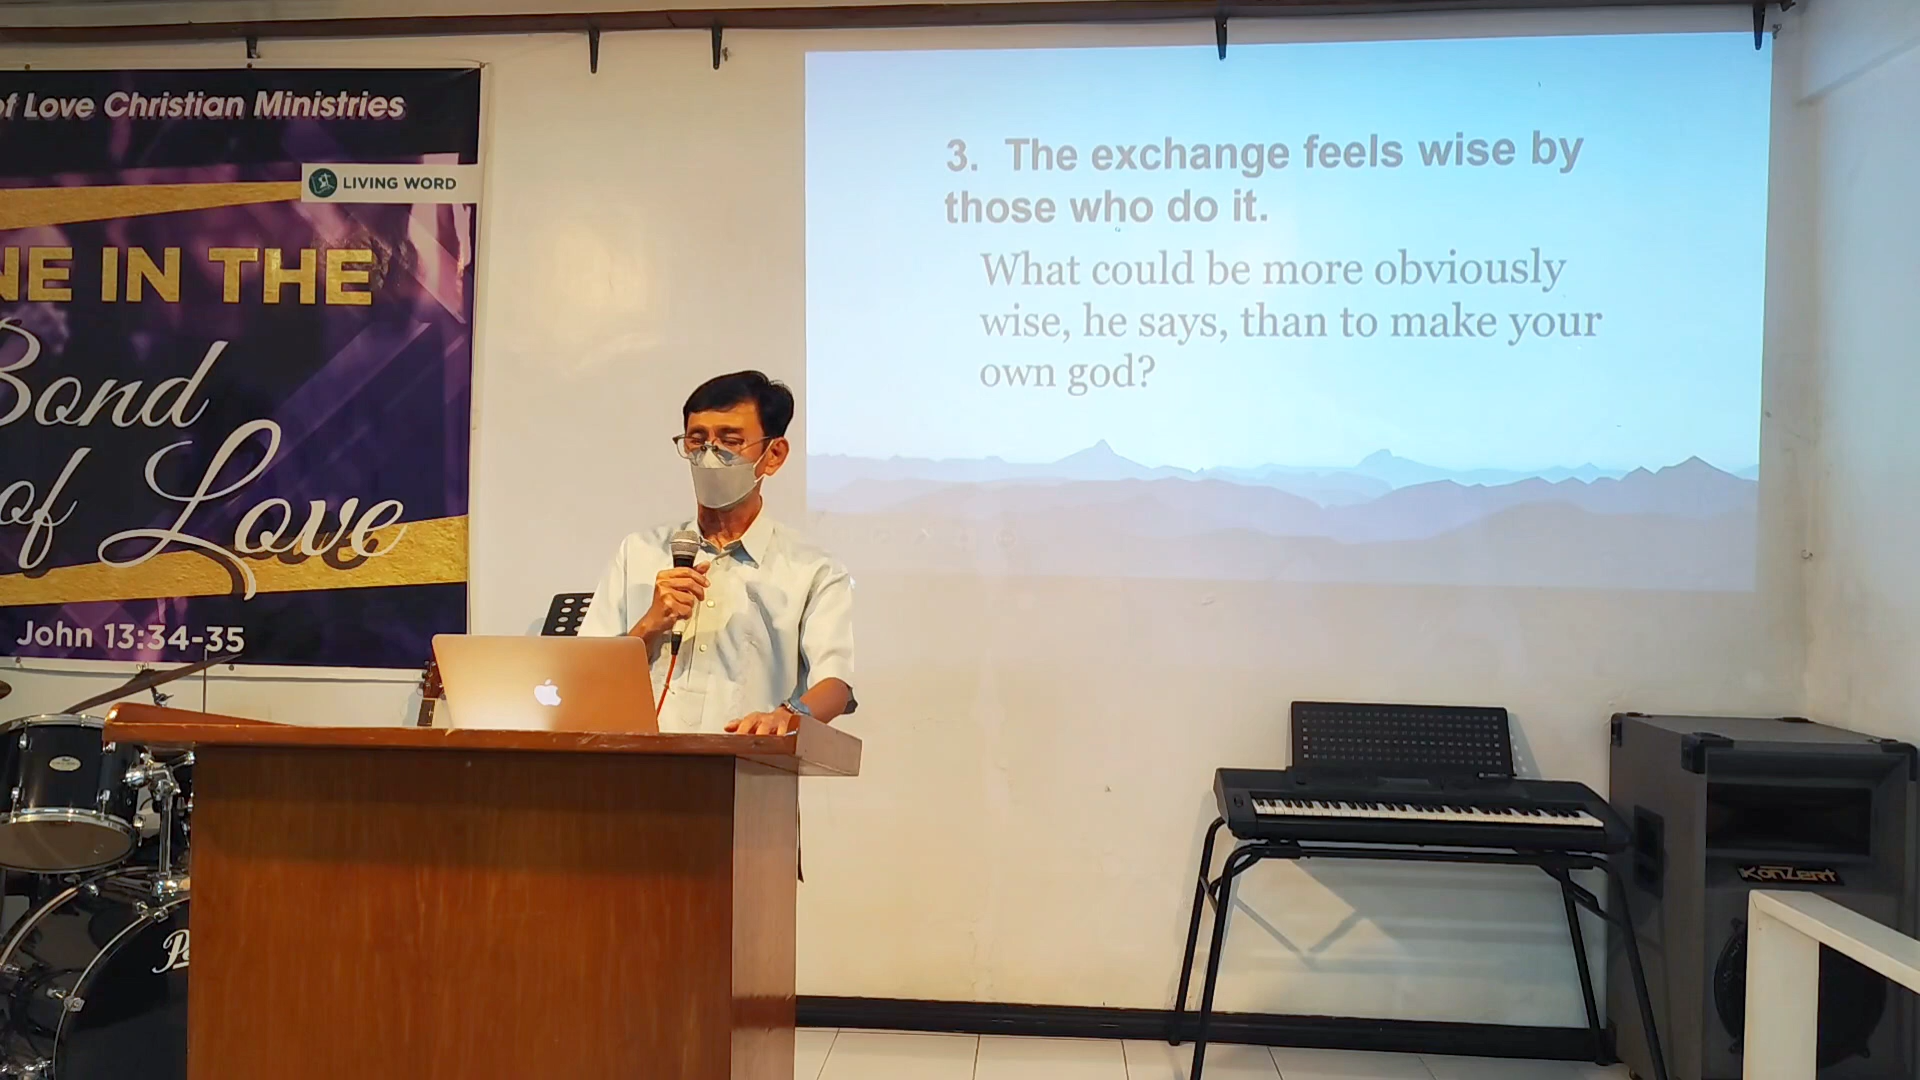 of Love Christian Ministries
LIVING WORD
NE IN THE
Bond
of Love
John 13:34-35
3. The exchange feels wise by
those who do it.
What could be more obviously
wise, he says, than to make your
own god?
KONZERT